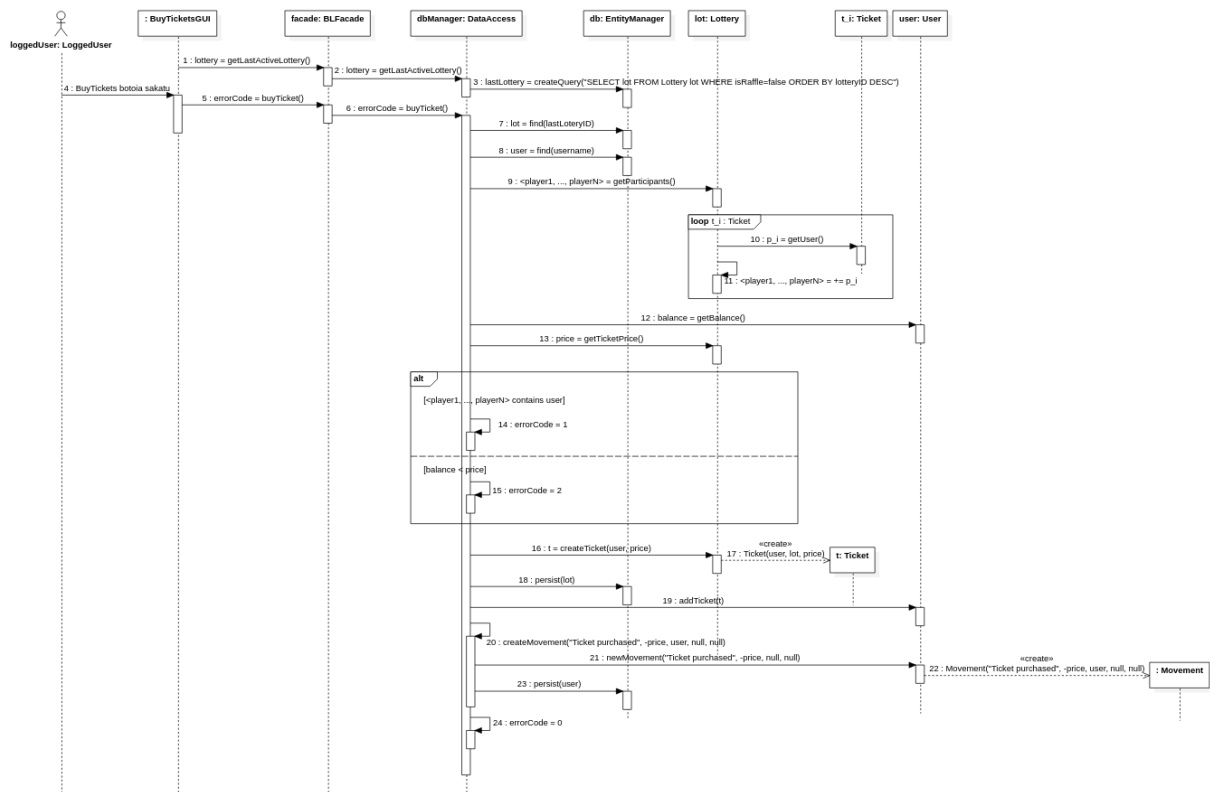 : BuyTicketsGUI
facade: BLFacade
dbManager: DataAccess
db: EntityManager
lot: Lottery
t_i: Ticket
user: User
loggedUser: LoggedUser
1 : lottery = getLastActiveLottery()
2 : lottery = getLastActiveLottery()
3 : lastLottery = createQuery("SELECT lot FROM Lottery lot WHERE isRaffle=false ORDER BY lotteryID DESC")
4 : BuyTickets botoia sakatu
5 : errorCode = buyTicket()
6 : errorCode = buyTicket()
7 : lot = find(lastLoteryID)
8 : user = find(username)
9 : <player1, ..., playerN> = getParticipants()
loop t_i : Ticket
10 : p_i = getUser()
11 : <player1, ..., playerN> = += p_i
12 : balance = getBalance()
13 : price = getTicketPrice()
alt
[<player1, ..., playerN> contains user]
14 : errorCode = 1
[balance < price]
15 : errorCode = 2
16 : t = createTicket(user, price)
«create»
17 : Ticket(user, lot, price)
t: Ticket
18 : persist(lot)
19 : addTicket(t)
20 : createMovement("Ticket purchased", -price, user, null, null)
21 : newMovement("Ticket purchased", -price, null, null)
«create»
22 : Movement("Ticket purchased", -price, user, null, null)
: Movement
23 : persist(user)
24 : errorCode = 0